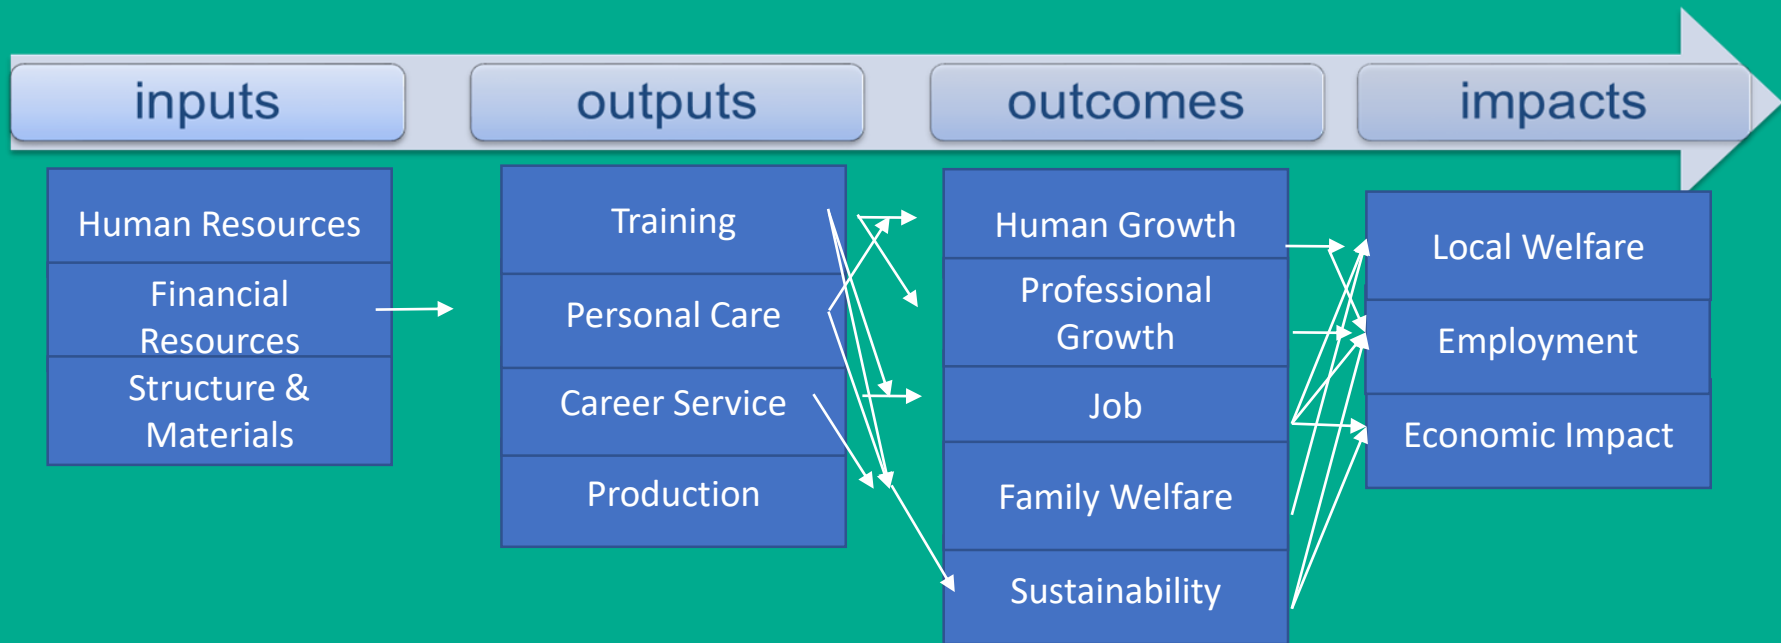 inputs
outputs
outcomes
impacts
Human Resources
Financial
Resources
Structure &
Materials
Training
Personal Care
Career Service
Production
Human Growth
Professional
Growth
Job
Family Welfare
Sustainability
Local Welfare
Employment
Economic Impact